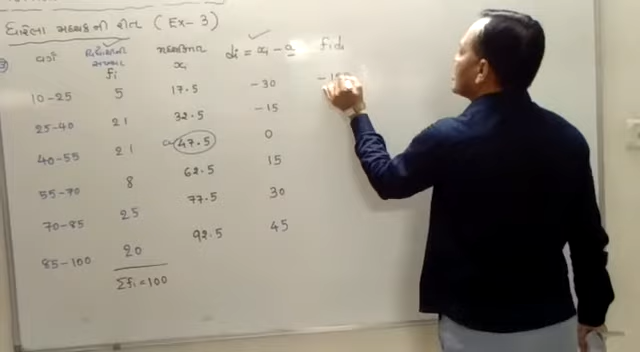 ધારેલા મધ્યકની રીત ( Ex - 3 )
વર્ગ વિદ્યાર્થીની સંખ્યા fi મધ્યકિંમત xi di = xi - a fidi
10-25 5 17.5 -30
25-40 21 32.5 -15
40-55 21 a 47.5 0
55-70 8 62.5 15
70-85 25 77.5 30
85-100 20 92.5 45
Σfi = 100